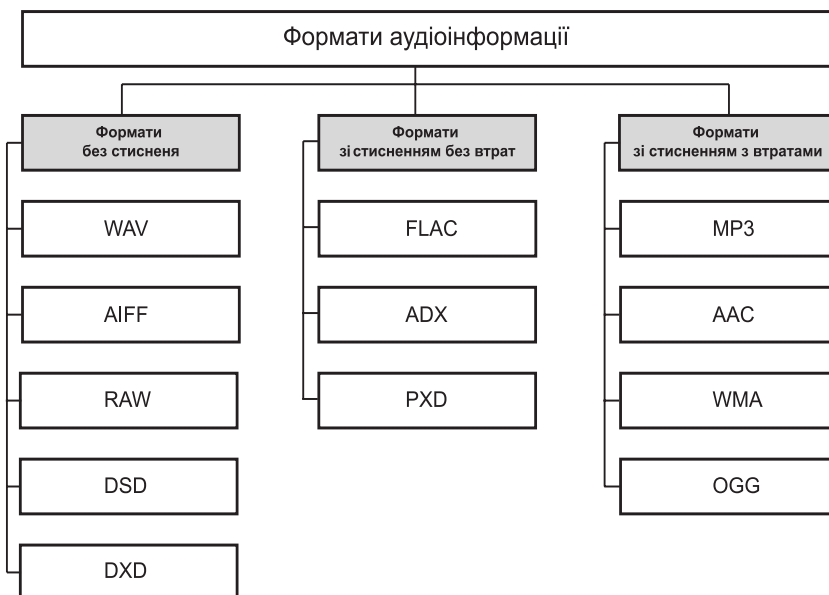 Формати аудіоінформації
Формати
без стисненя
WAV
AIFF
RAW
DSD
DXD
Формати
зі стисненням без втрат
FLAC
ADX
PXD
Формати
зі стисненням з втратами
MP3
AAC
WMA
OGG